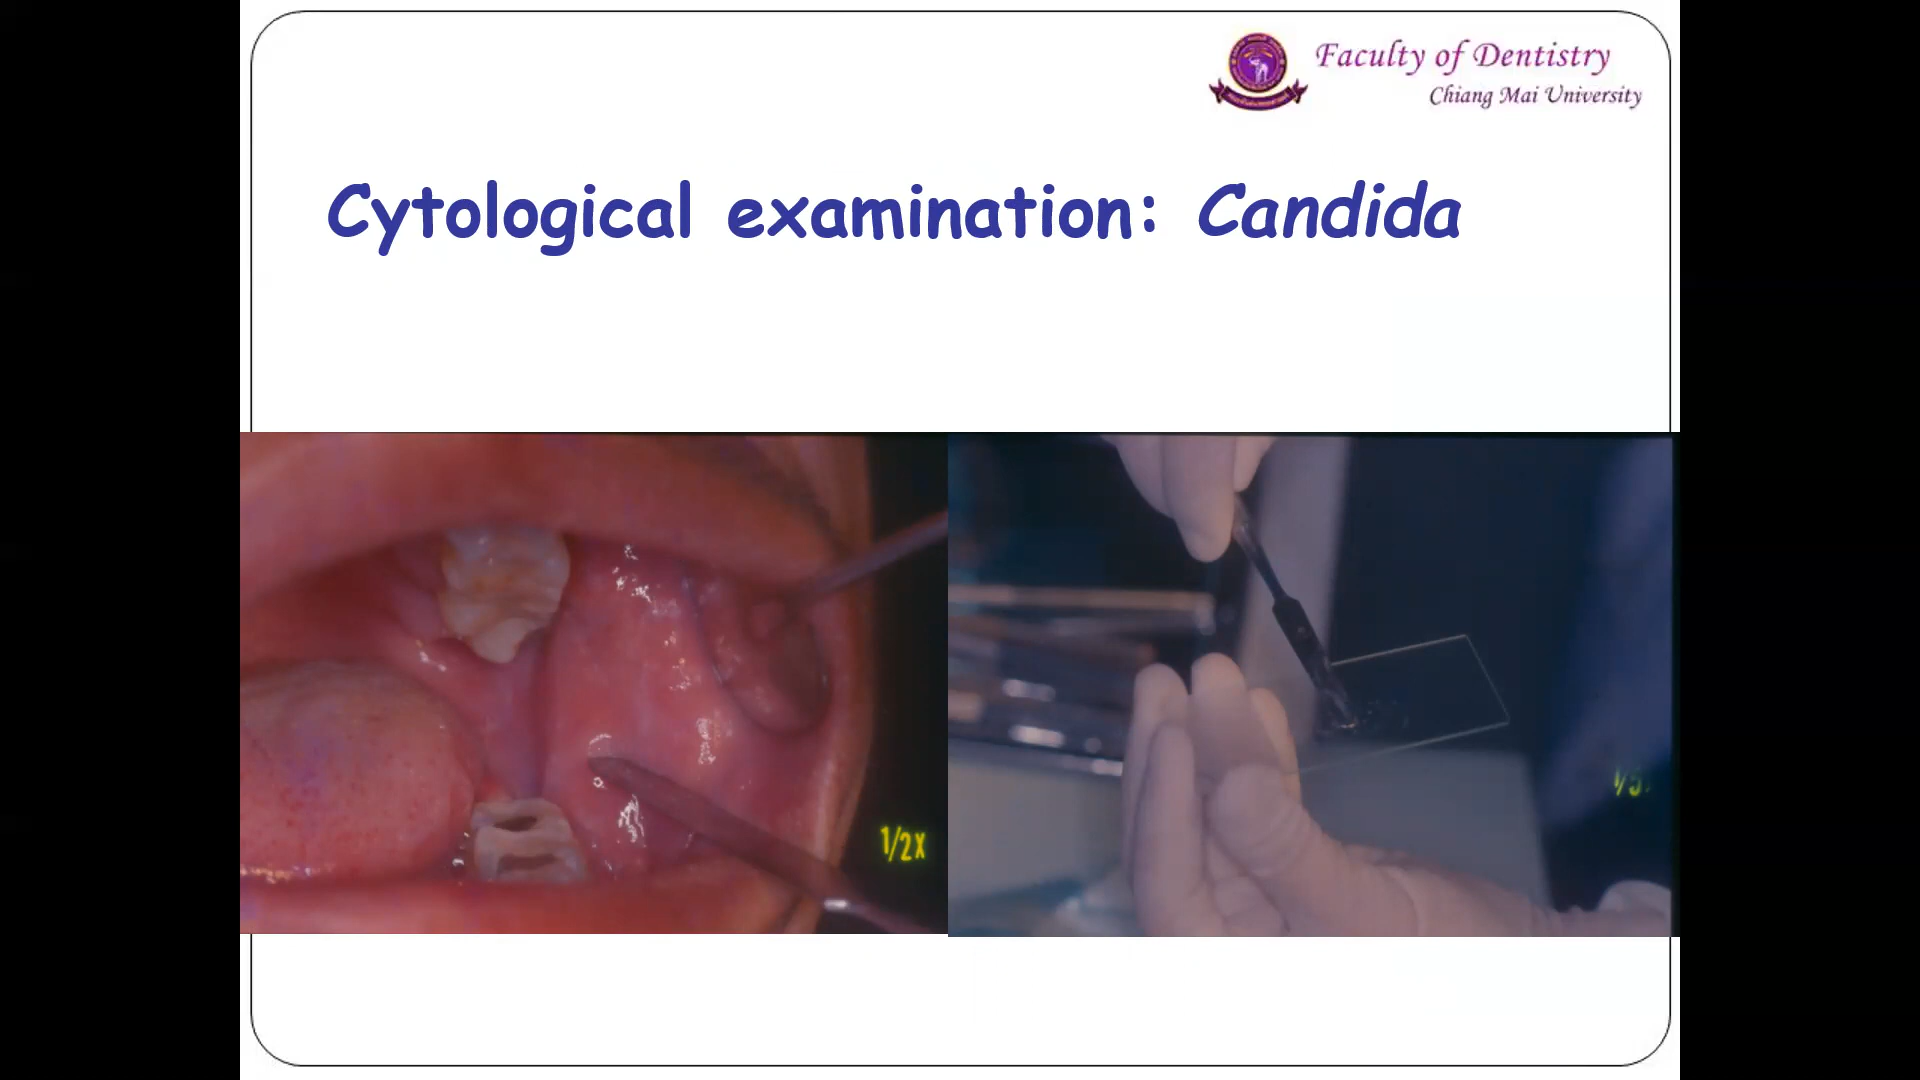 Faculty of Dentistry
Chiang Mai University
Cytological examination: Candida
1/2X